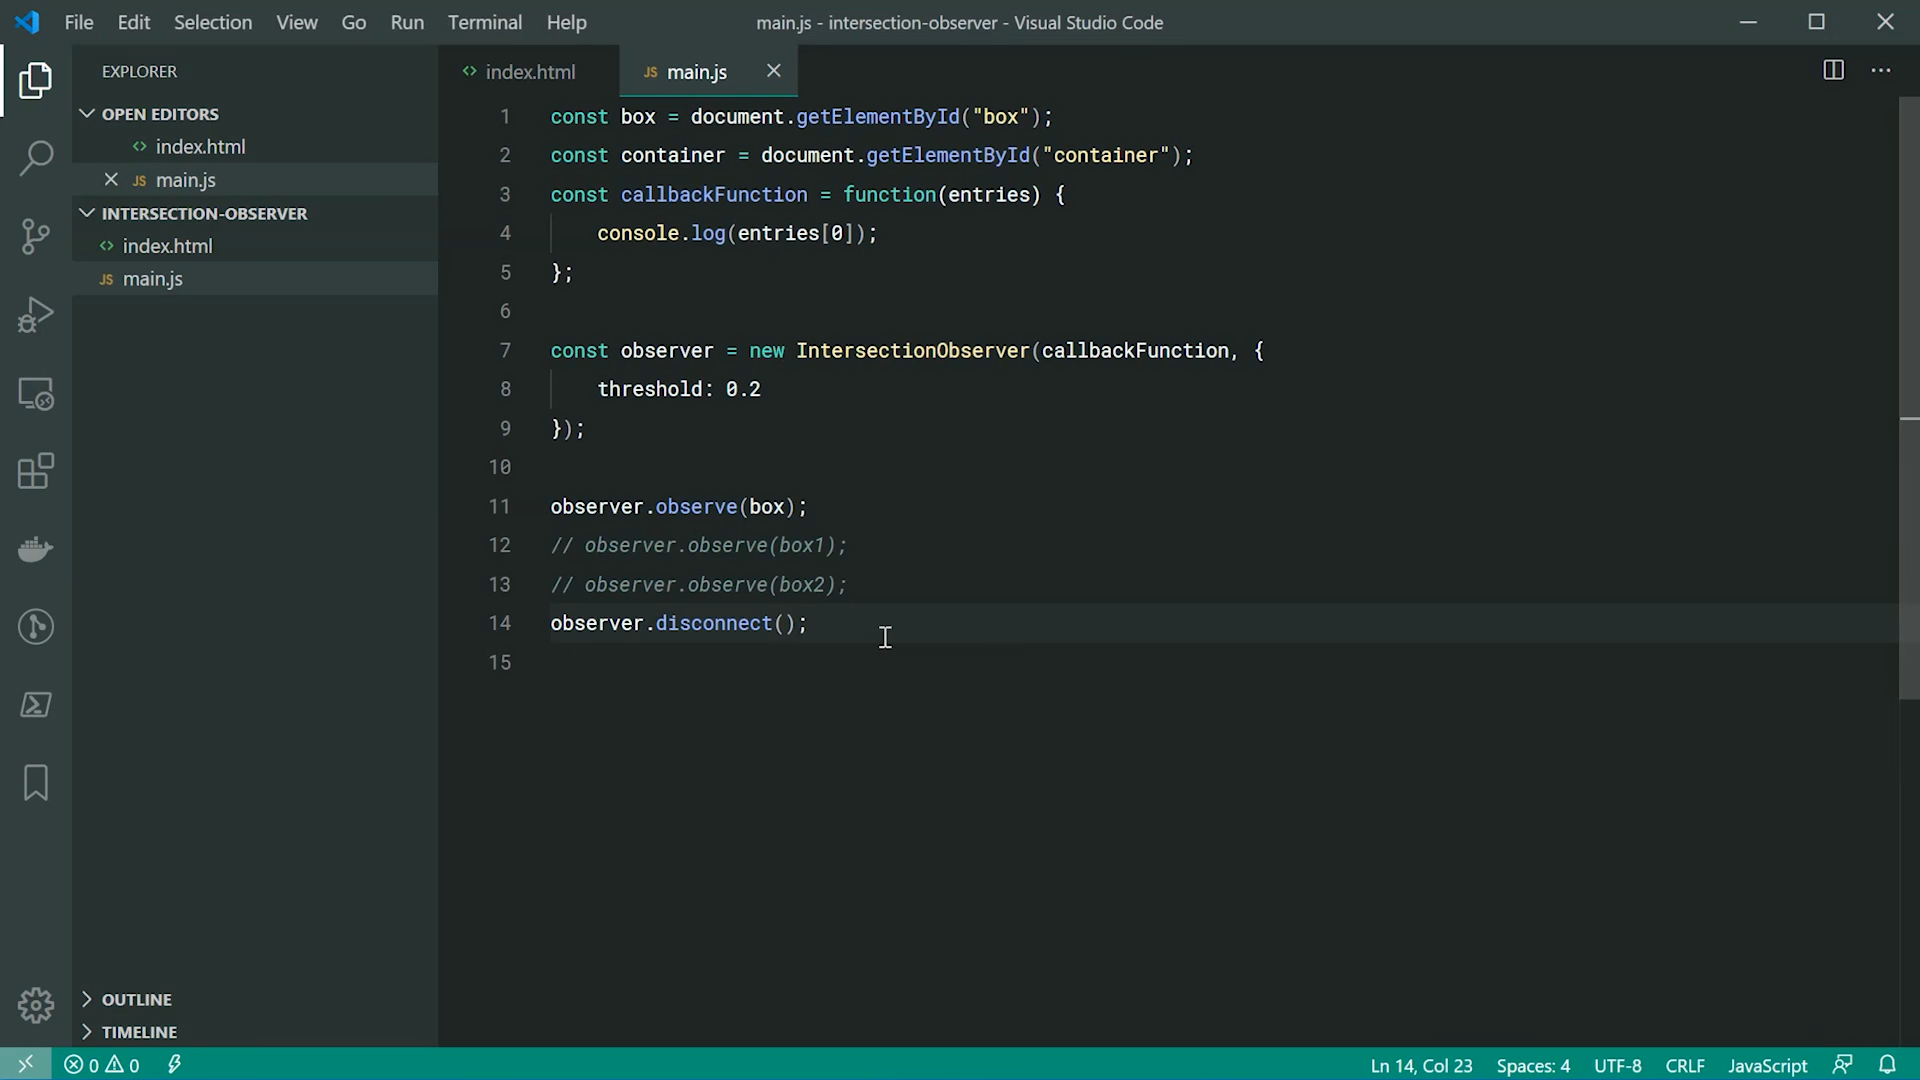 File Edit Selection View Go Run Terminal Help
main.js - intersection-observer - Visual Studio Code
EXPLORER
OPEN EDITORS
index.html
JS main.js
INTERSECTION-OBSERVER
index.html
JS main.js
OUTLINE
TIMELINE
index.html
JS main.js
1 const box = document.getElementById("box");
2 const container = document.getElementById("container");
3 const callbackFunction = function(entries) {
4 console.log(entries[0]);
5 };
6
7 const observer = new IntersectionObserver(callbackFunction, {
8 threshold: 0.2
9 });
10
11 observer.observe(box);
12 // observer.observe(box1);
13 // observer.observe(box2);
14 observer.disconnect();
15
0 0
Ln 14, Col 23 Spaces: 4 UTF-8 CRLF JavaScript